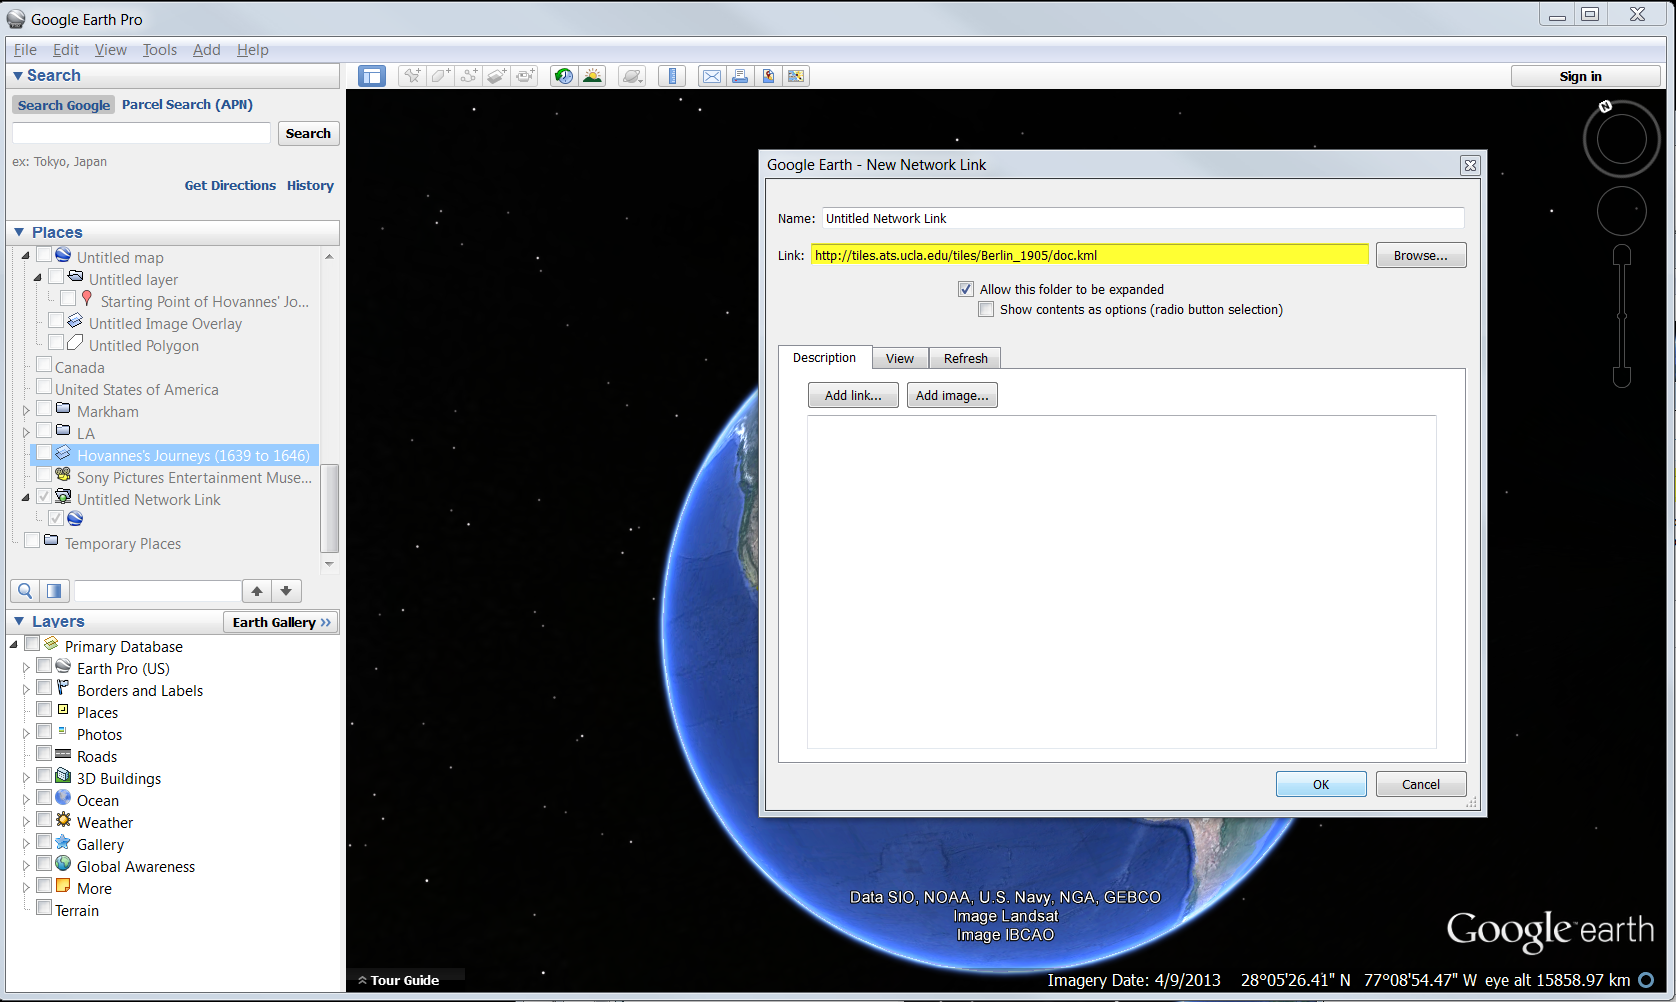 Google Earth Pro
File Edit View Tools Add Help
Search
Sign in
Search Google Parcel Search (APN)
Search
ex: Tokyo, Japan
Get Directions History
Places
Untitled map
Untitled layer
Starting Point of Hovannes' Jo...
Untitled Image Overlay
Untitled Polygon
Canada
United States of America
Markham
LA
Hovannes's Journeys (1639 to 1646)
Sony Pictures Entertainment Muse...
Untitled Network Link
Temporary Places
Layers
Earth Gallery »
Primary Database
Earth Pro (US)
Borders and Labels
Places
Photos
Roads
3D Buildings
Ocean
Weather
Gallery
Global Awareness
More
Terrain
N
Google Earth - New Network Link
Name: Untitled Network Link
Link: http://tiles.ats.ucla.edu/tiles/Berlin_1905/doc.kml Browse...
Allow this folder to be expanded
Show contents as options (radio button selection)
Description View Refresh
Add link... Add image...
OK Cancel
Data SIO, NOAA, U.S. Navy, NGA, GEBCO
Image Landsat
Image IBCAO
Google earth
Tour Guide
Imagery Date: 4/9/2013 28°05'26.41" N 77°08'54.47" W eye alt 15858.97 km